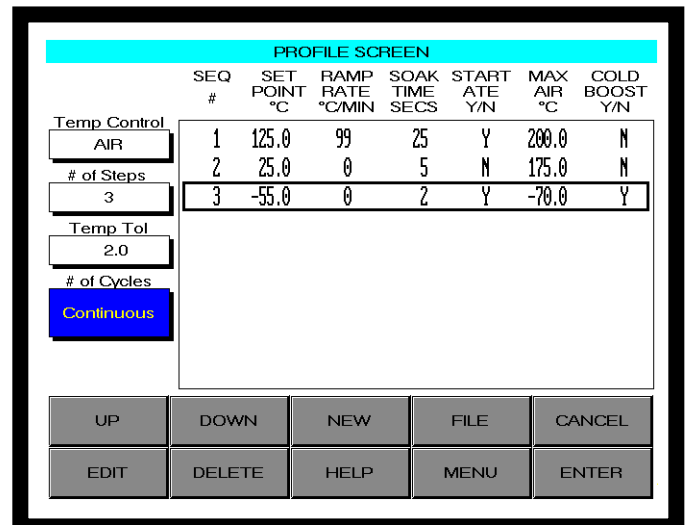 PROFILE SCREEN
SEQ SET RAMP SOAK START MAX COLD
# POINT RATE TIME ATE AIR BOOST
°C °C/MIN SECS Y/N °C Y/N
Temp Control
AIR
# of Steps
3
Temp Tol
2.0
# of Cycles
Continuous
1 125.0 99 25 Y 200.0 N
2 25.0 0 5 N 175.0 N
3 -55.0 0 2 Y -70.0 Y
UP DOWN NEW FILE CANCEL
EDIT DELETE HELP MENU ENTER